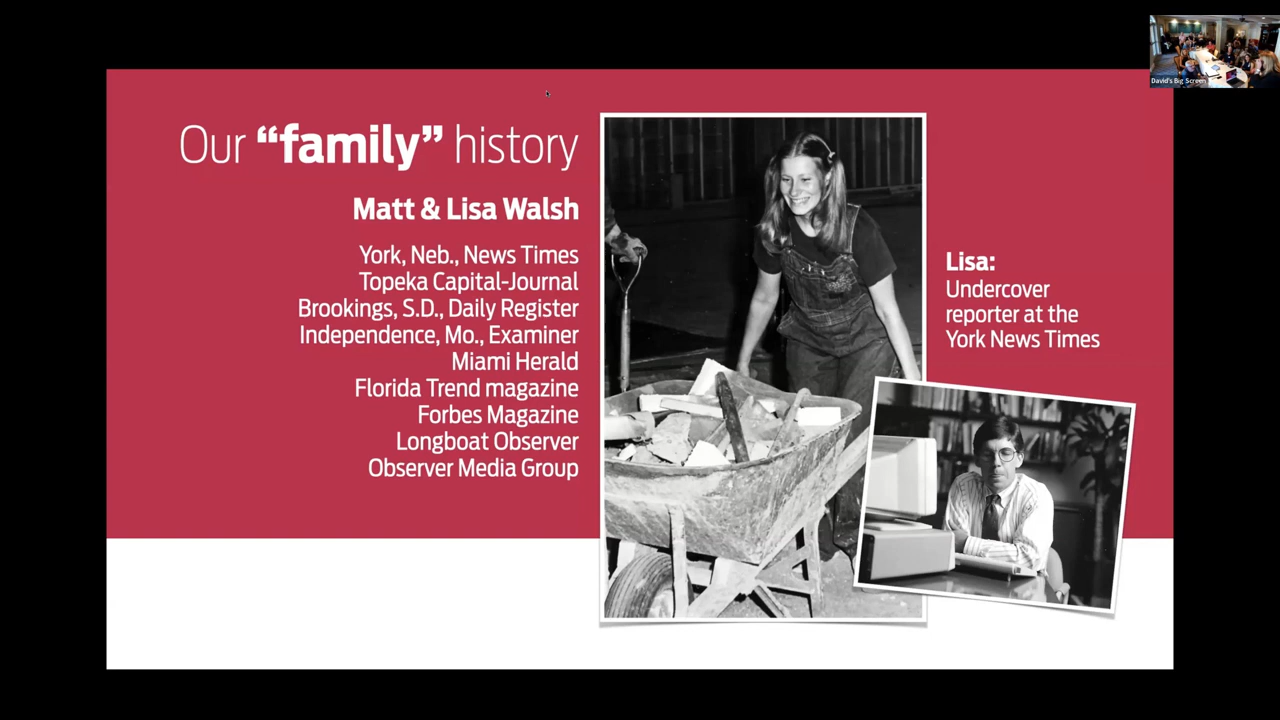 Our “family” history
Matt & Lisa Walsh
York, Neb., News Times
Topeka Capital-Journal
Brookings, S.D., Daily Register
Independence, Mo., Examiner
Miami Herald
Florida Trend magazine
Forbes Magazine
Longboat Observer
Observer Media Group
Lisa:
Undercover
reporter at the
York News Times
David's Big Screen